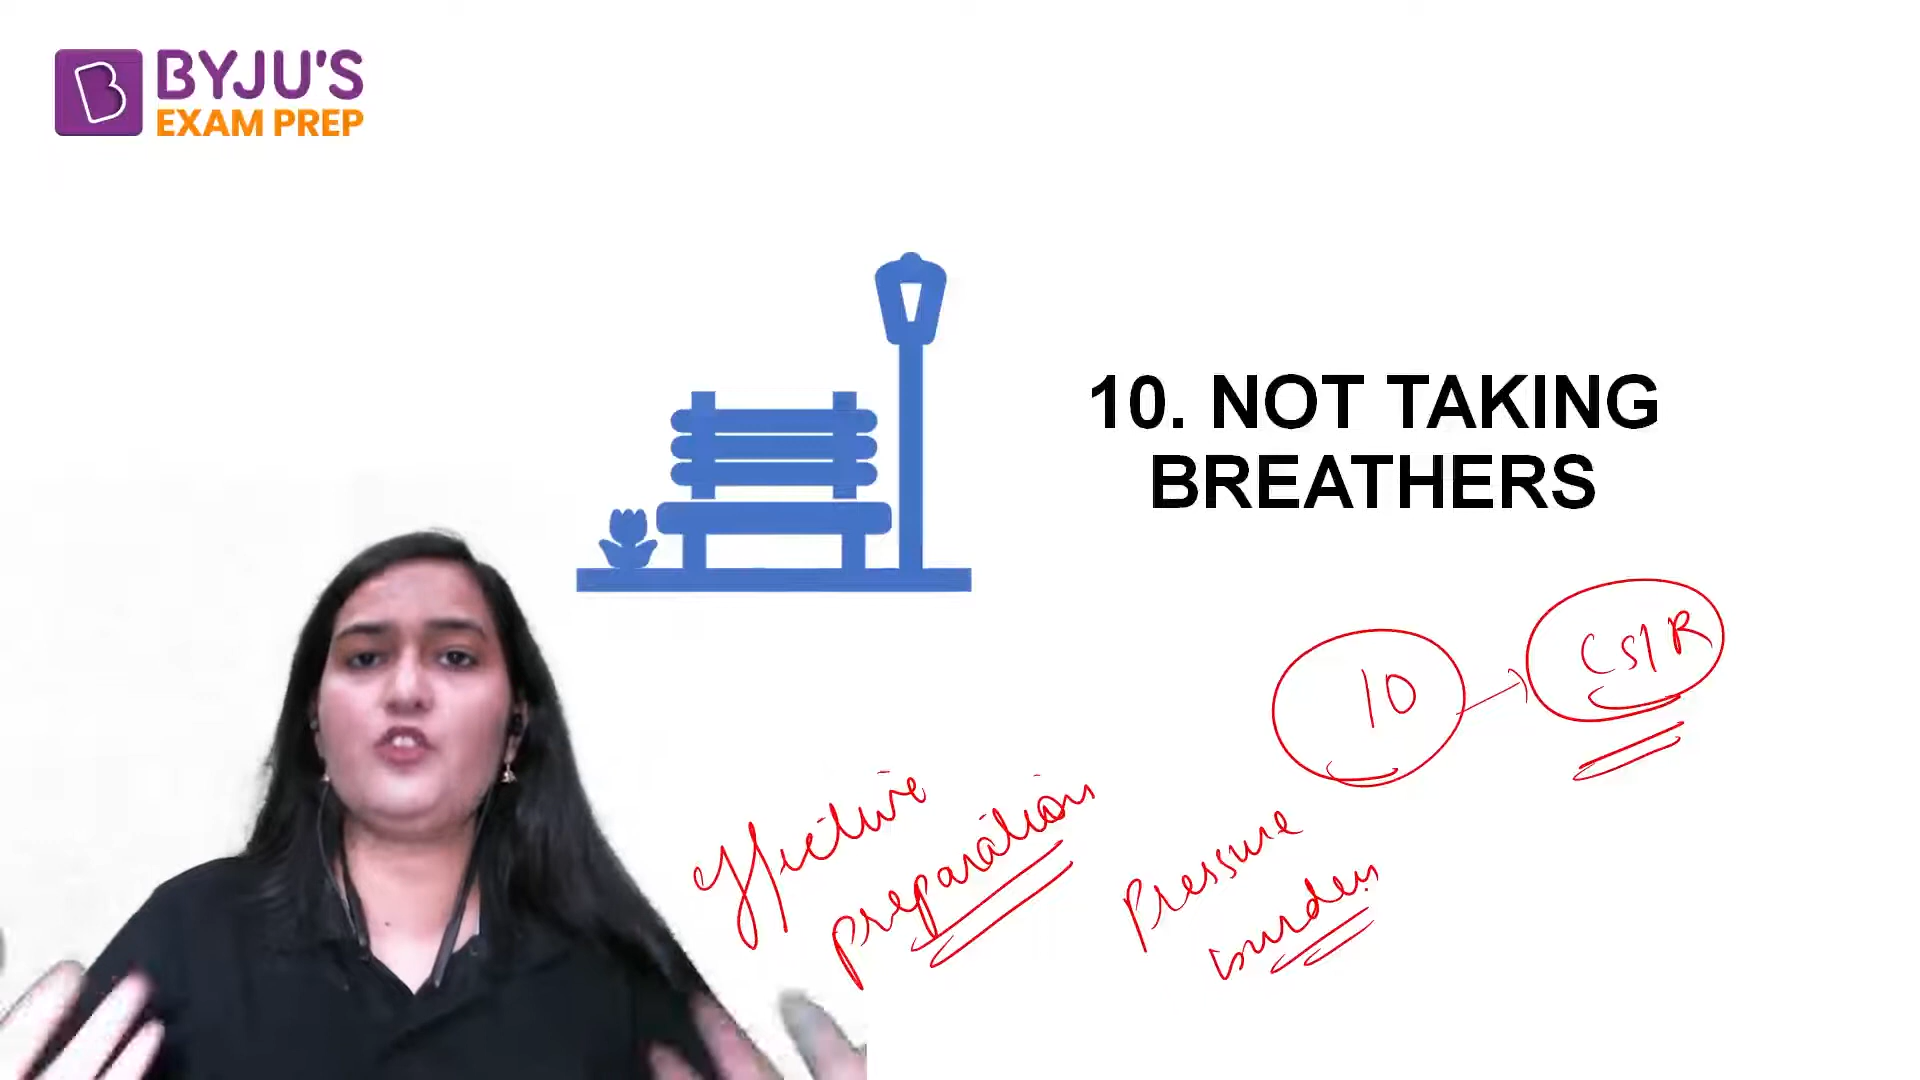 BYJU'S
EXAM PREP
10. NOT TAKING
BREATHERS
10
CSIR
Effective
preparation
Pressure
burden